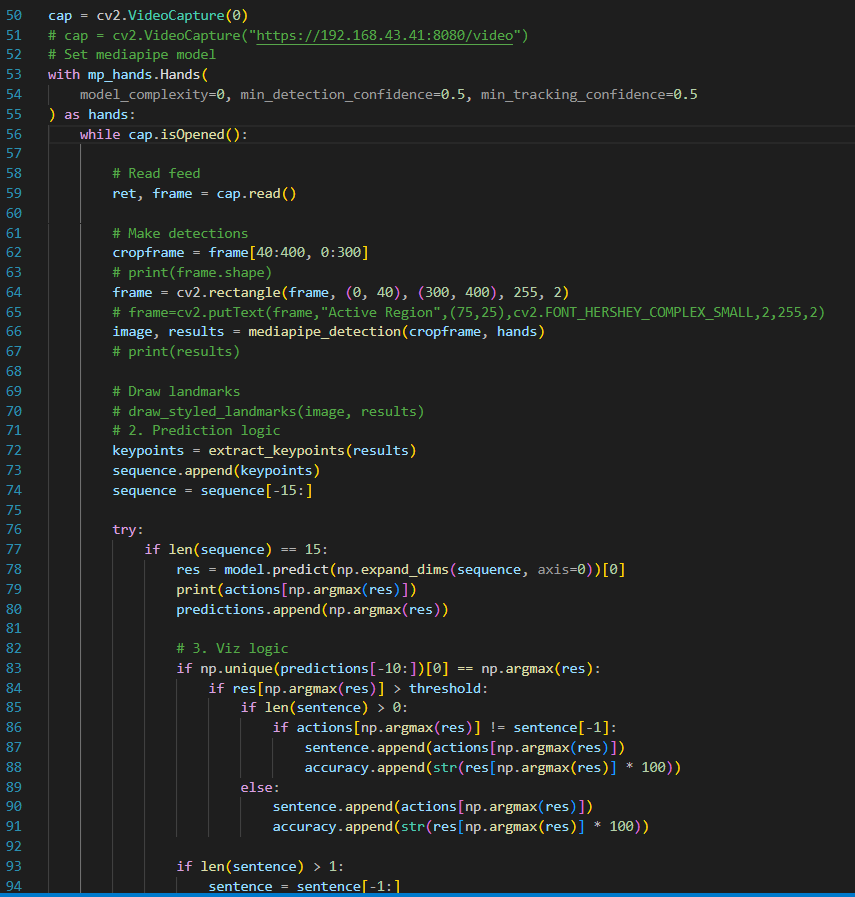 50 cap = cv2.VideoCapture(0)
51 # cap = cv2.VideoCapture("https://192.168.43.41:8080/video")
52 # Set mediapipe model
53 with mp_hands.Hands(
54     model_complexity=0, min_detection_confidence=0.5, min_tracking_confidence=0.5
55 ) as hands:
56     while cap.isOpened():
57
58         # Read feed
59         ret, frame = cap.read()
60
61         # Make detections
62         cropframe = frame[40:400, 0:300]
63         # print(frame.shape)
64         frame = cv2.rectangle(frame, (0, 40), (300, 400), 255, 2)
65         # frame=cv2.putText(frame,"Active Region",(75,25),cv2.FONT_HERSHEY_COMPLEX_SMALL,2,255,2)
66         image, results = mediapipe_detection(cropframe, hands)
67         # print(results)
68
69         # Draw landmarks
70         # draw_styled_landmarks(image, results)
71         # 2. Prediction logic
72         keypoints = extract_keypoints(results)
73         sequence.append(keypoints)
74         sequence = sequence[-15:]
75
76         try:
77             if len(sequence) == 15:
78                 res = model.predict(np.expand_dims(sequence, axis=0))[0]
79                 print(actions[np.argmax(res)])
80                 predictions.append(np.argmax(res))
81
82                 # 3. Viz logic
83                 if np.unique(predictions[-10:])[0] == np.argmax(res):
84                     if res[np.argmax(res)] > threshold:
85                         if len(sentence) > 0:
86                             if actions[np.argmax(res)] != sentence[-1]:
87                                 sentence.append(actions[np.argmax(res)])
88                                 accuracy.append(str(res[np.argmax(res)] * 100))
89                         else:
90                             sentence.append(actions[np.argmax(res)])
91                             accuracy.append(str(res[np.argmax(res)] * 100))
92
93                 if len(sentence) > 1:
94                     sentence = sentence[-1:]